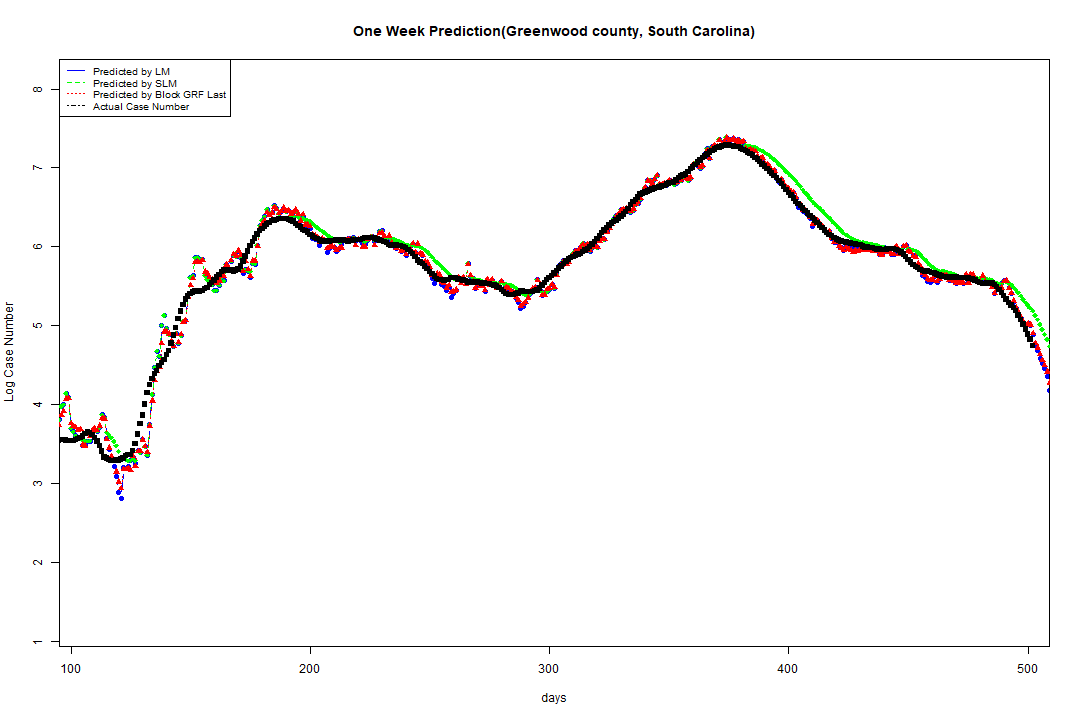 One Week Prediction(Greenwood county, South Carolina)
Predicted by LM
Predicted by SLM
Predicted by Block GRF Last
Actual Case Number
8
7
6
5
4
3
2
1
Log Case Number
100 200 300 400 500
days